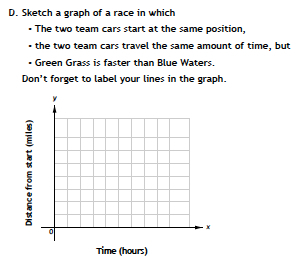 D. Sketch a graph of a race in which
• The two team cars start at the same position,
• the two team cars travel the same amount of time, but
• Green Grass is faster than Blue Waters.
Don't forget to label your lines in the graph.
y
Distance from start (miles)
0
x
Time (hours)